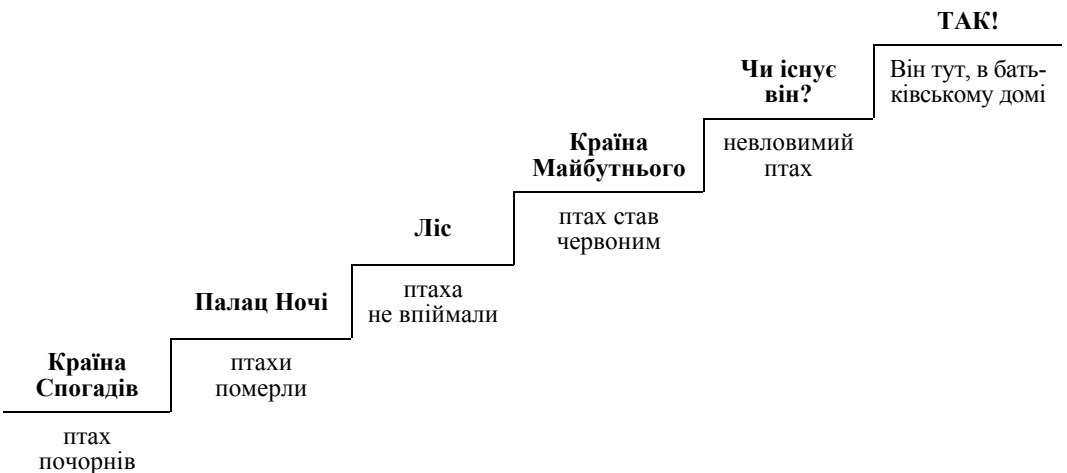 ТАК!
Він тут, в бать-
ківському домі
Чи існує
він?
невловимий
птах
Країна
Майбутнього
птах став
червоним
Ліс
птаха
не впіймали
Палац Ночі
птахи
померли
Країна
Спогадів
птах
почорнів